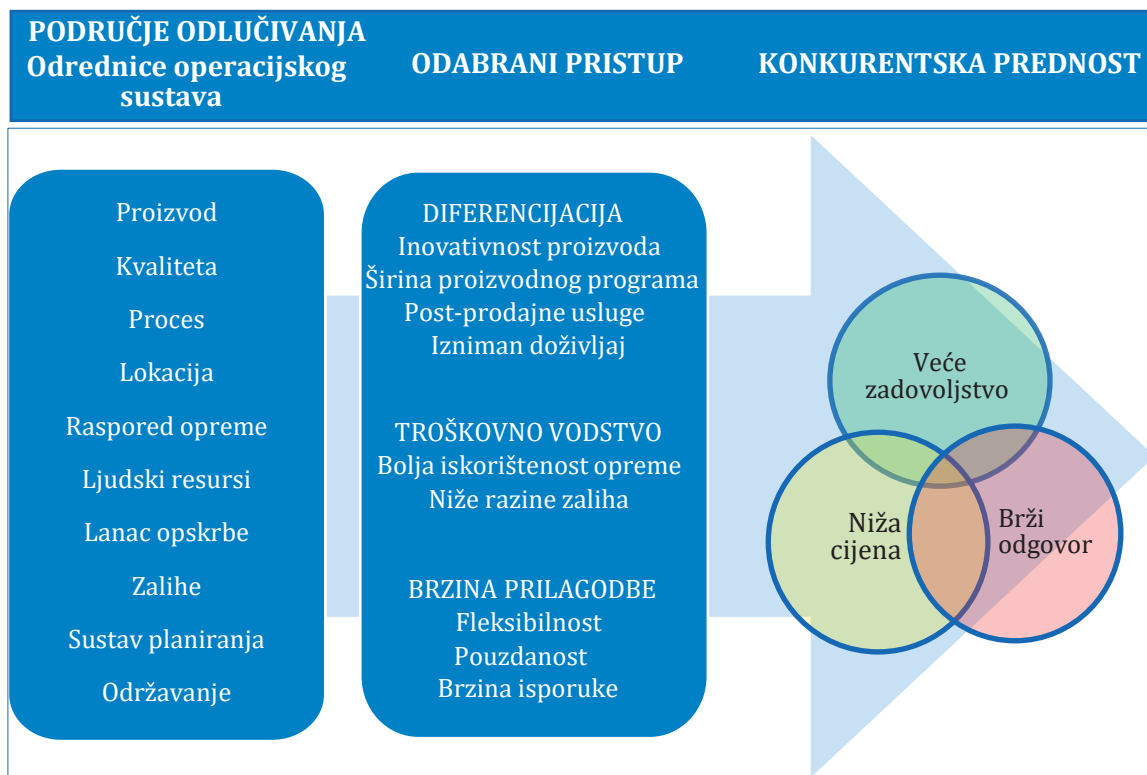 PODRUČJE ODLUČIVANJA
Odrednice operacijskog
sustava
ODABRANI PRISTUP
KONKURENTSKA PREDNOST
Proizvod
Kvaliteta
Proces
Lokacija
Raspored opreme
Ljudski resursi
Lanac opskrbe
Zalihe
Sustav planiranja
Održavanje
DIFERENCIJACIJA
Inovativnost proizvoda
Širina proizvodnog programa
Post-prodajne usluge
Izniman doživljaj
TROŠKOVNO VODSTVO
Bolja iskorištenost opreme
Niže razine zaliha
BRZINA PRILAGODBE
Fleksibilnost
Pouzdanost
Brzina isporuke
Veće
zadovoljstvo
Niža
cijena
Brži
odgovor